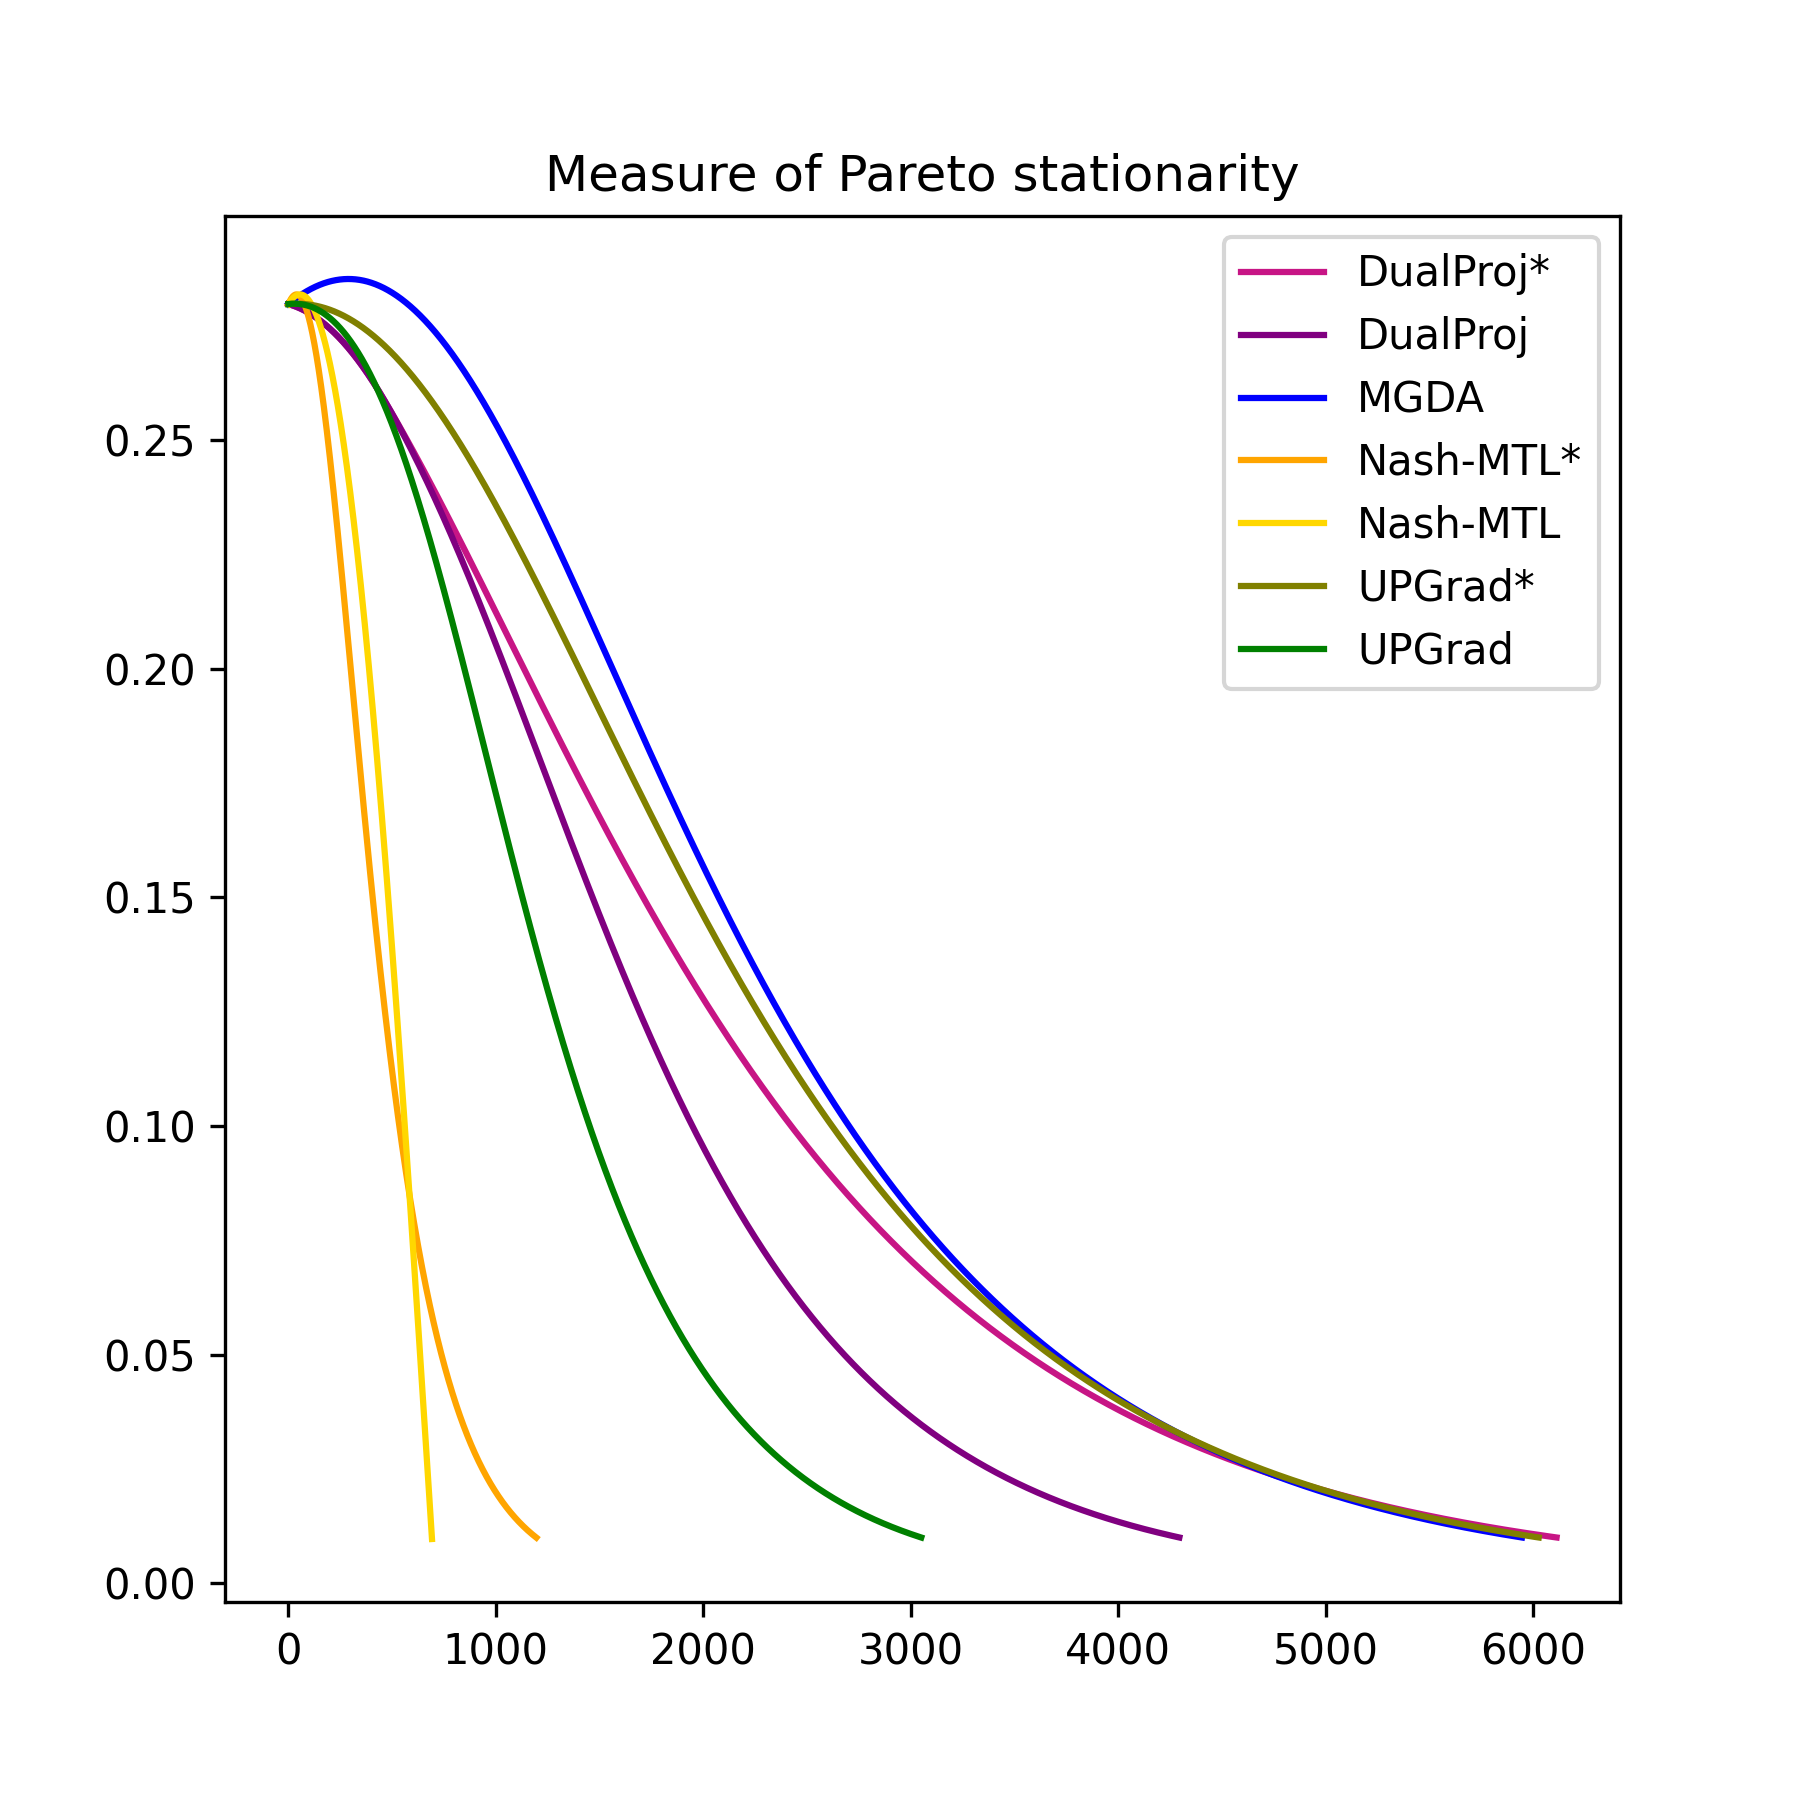 Measure of Pareto stationarity
DualProj*
DualProj
MGDA
Nash-MTL*
Nash-MTL
UPGrad*
UPGrad
0.25
0.20
0.15
0.10
0.05
0.00
0 1000 2000 3000 4000 5000 6000